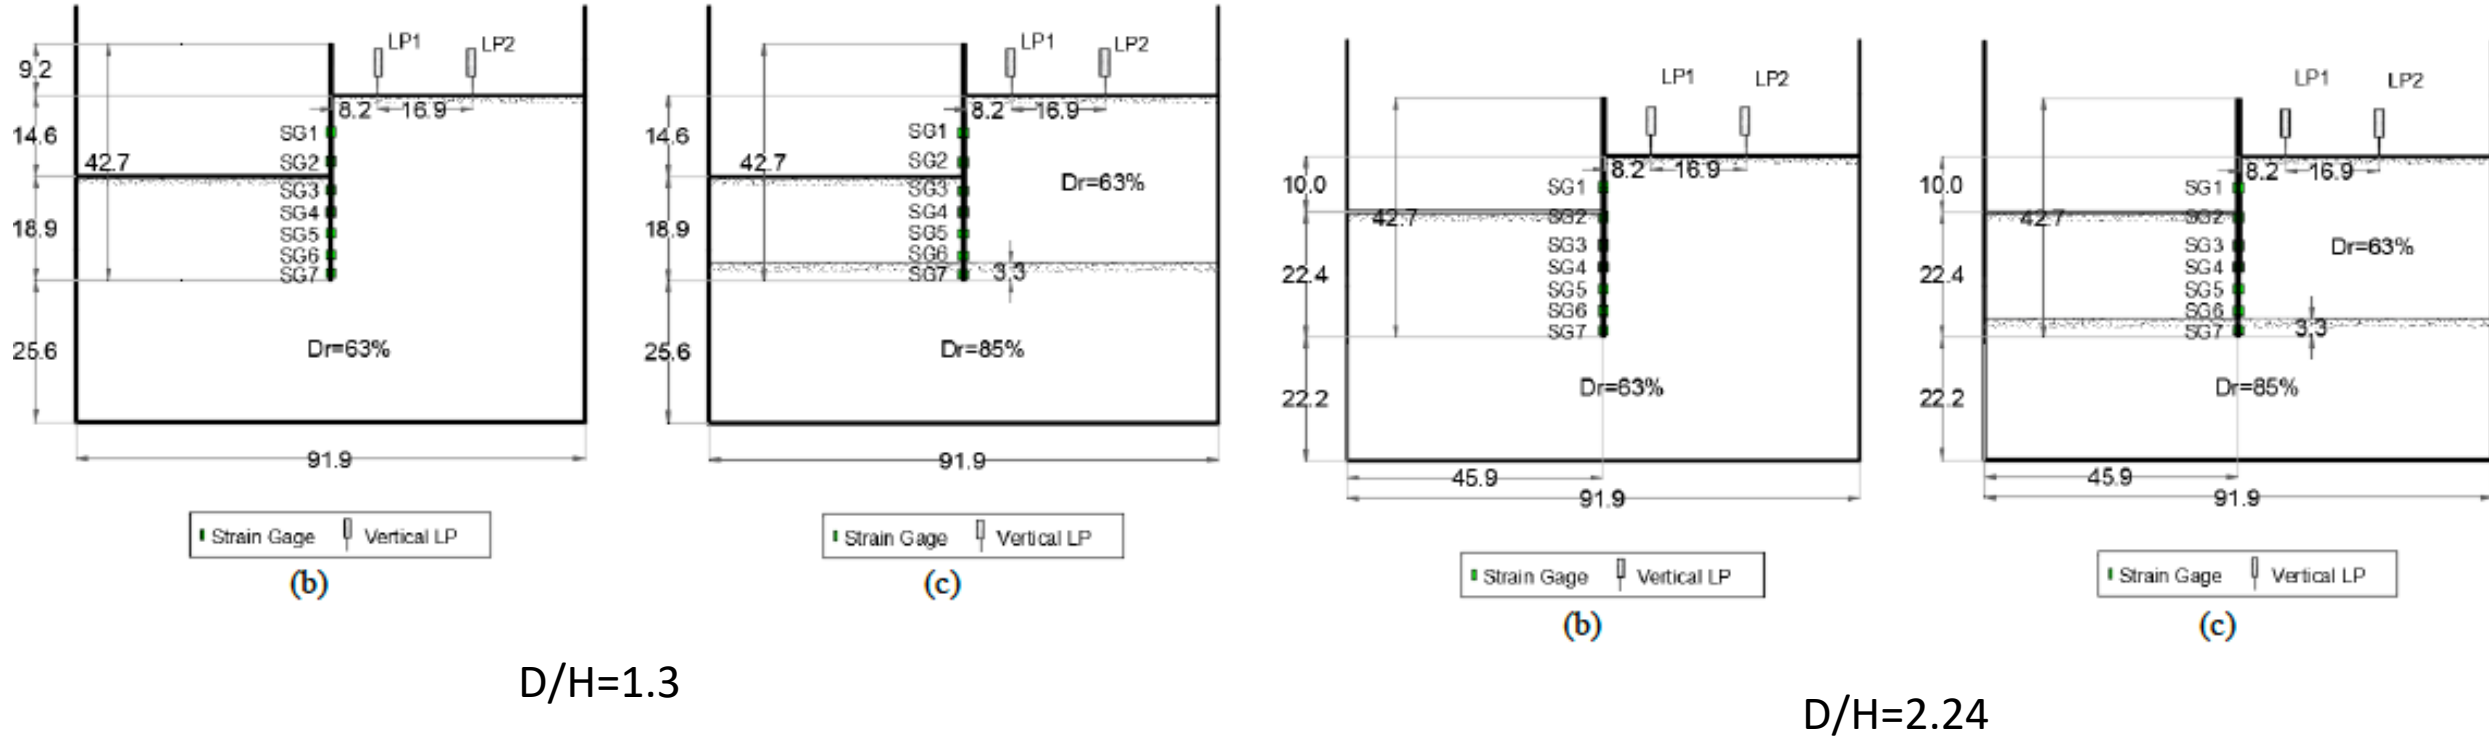 LP1 LP2
9.2
8.2 16.9
14.6
SG1
SG2
42.7
SG3
SG4
18.9
SG5
SG6
SG7
25.6
Dr=63%
91.9
Strain Gage Vertical LP
(b)
LP1 LP2
8.2 16.9
14.6
SG1
SG2
42.7
Dr=63%
SG3
SG4
18.9
SG5
SG6
SG7
3.3
25.6
Dr=85%
91.9
Strain Gage Vertical LP
(c)
D/H=1.3
LP1 LP2
8.2 16.9
10.0
SG1
SG2
42.7
SG3
SG4
22.4
SG5
SG6
SG7
Dr=63%
22.2
45.9
91.9
Strain Gage Vertical LP
(b)
LP1 LP2
8.2 16.9
10.0
SG1
SG2
42.7
SG3
Dr=63%
SG4
22.4
SG5
SG6
SG7
3.3
Dr=85%
22.2
45.9
91.9
Strain Gage Vertical LP
(c)
D/H=2.24